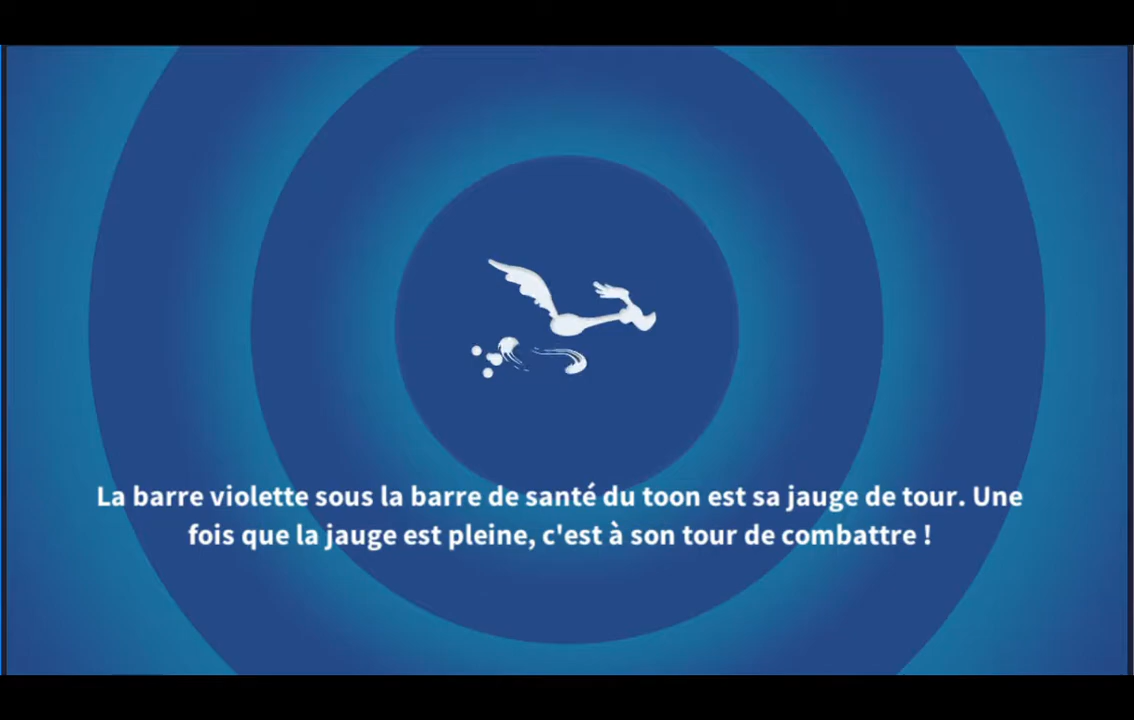 La barre violette sous la barre de santé du toon est sa jauge de tour. Une
fois que la jauge est pleine, c'est à son tour de combattre !